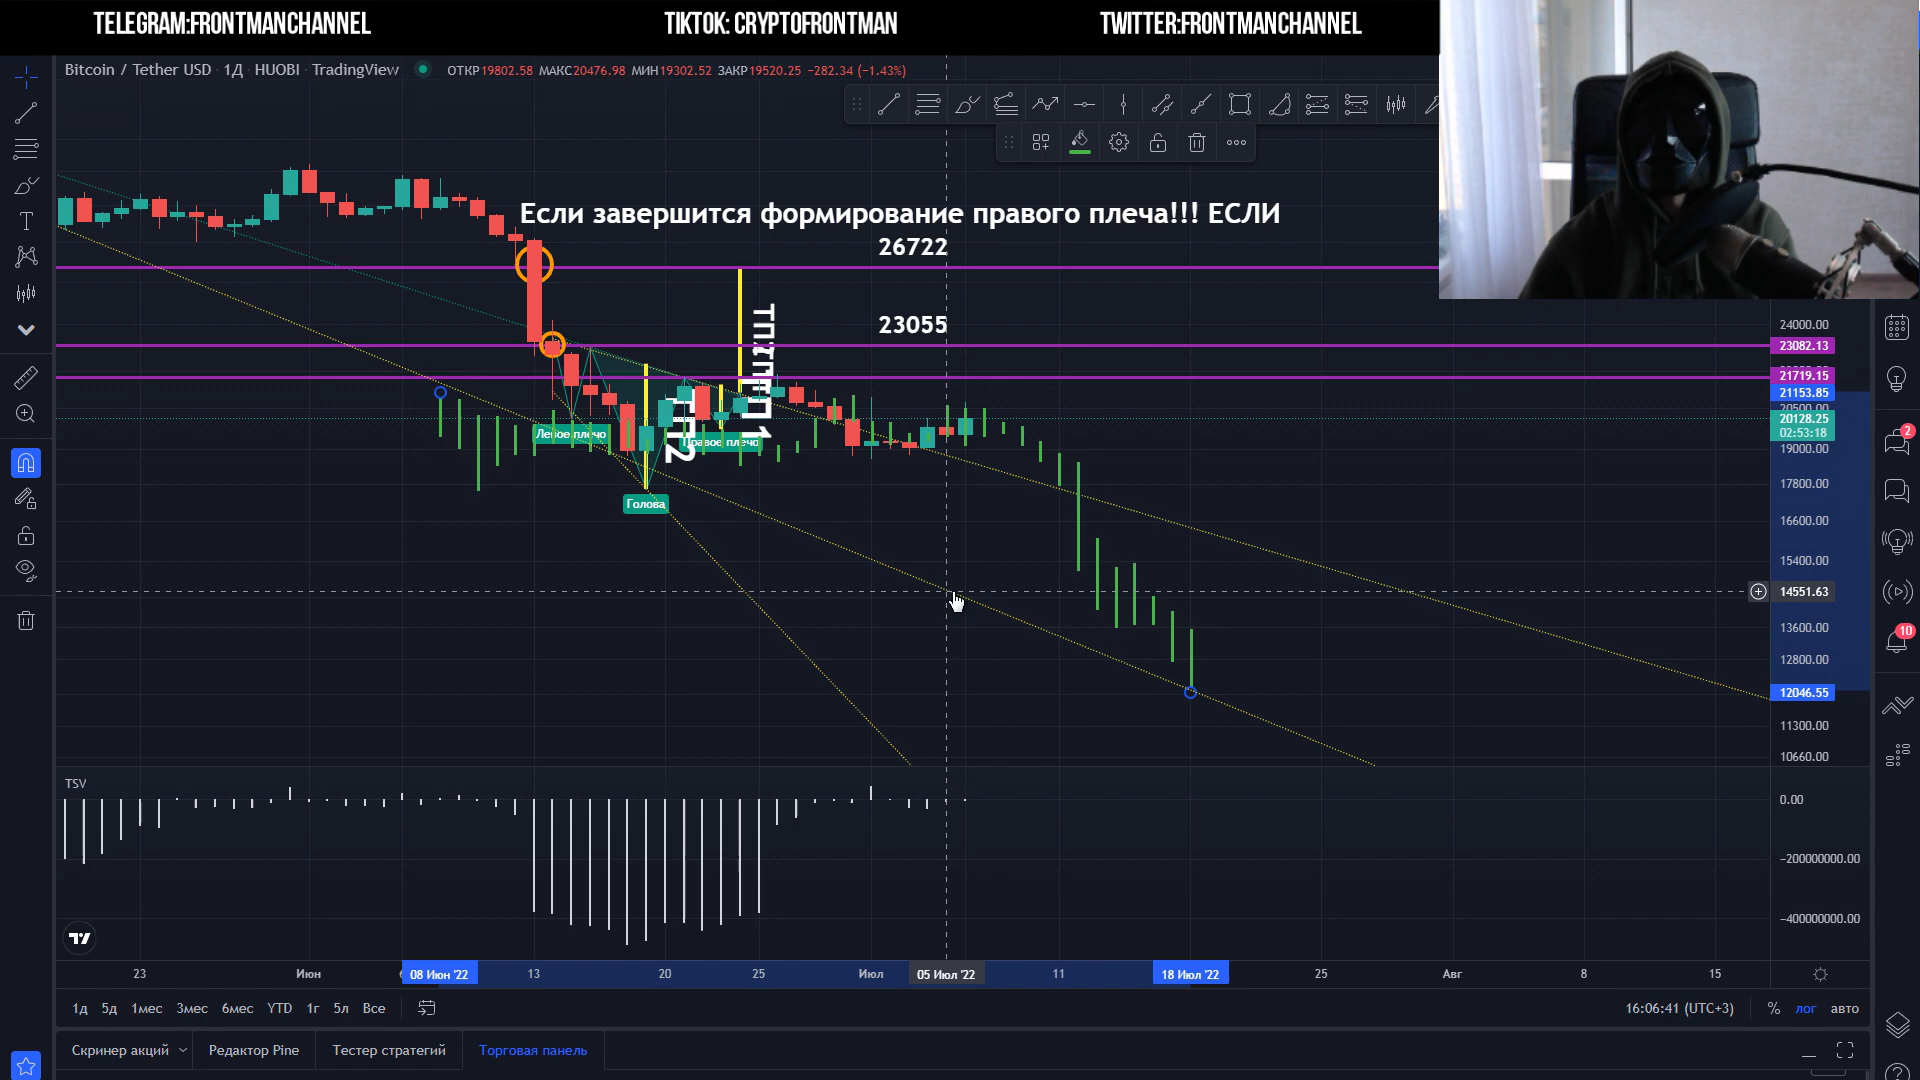 TELEGRAM:FRONTMANCHANNEL
TIKTOK: CRYPTOFRONTMAN
TWITTER:FRONTMANCHANNEL
Bitcoin / Tether USD · 1Д · HUOBI · TradingView
ОТКР19802.58 МАКС20476.98 МИН19302.52 ЗАКР19520.25 −282.34 (−1.43%)
Если завершится формирование правого плеча!!! ЕСЛИ
26722
23055
24000.00
23082.13
21719.15
21153.85
20500.00
20128.25
02:53:18
19000.00
17800.00
16600.00
15400.00
14551.63
13600.00
12800.00
12046.55
11300.00
10660.00
Левое плечо
Правое плечо
Голова
2
10
TSV
0.00
−200000000.00
−400000000.00
23
Июн
08 Июн '22
13
20
25
Июл
05 Июл '22
11
18 Июл '22
25
Авг
8
15
1д 5д 1мес 3мес 6мес YTD 1г 5л Все
16:06:41 (UTC+3)
% лог авто
Скринер акций
Редактор Pine
Тестер стратегий
Торговая панель